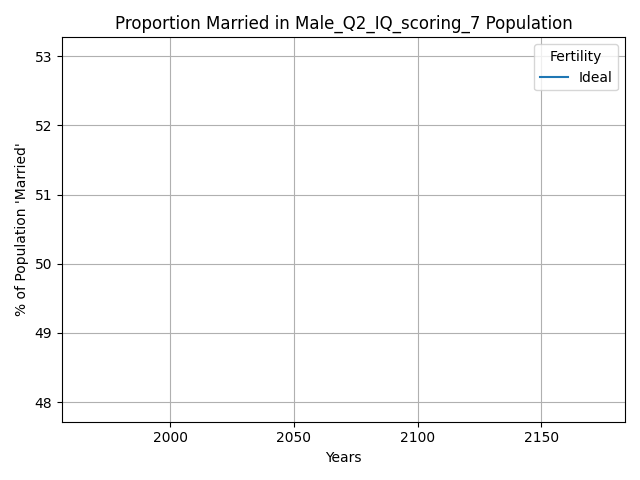 Proportion Married in Male_Q2_IQ_scoring_7 Population
Fertility
Ideal
% of Population 'Married'
53
52
51
50
49
48
2000
2050
2100
2150
Years